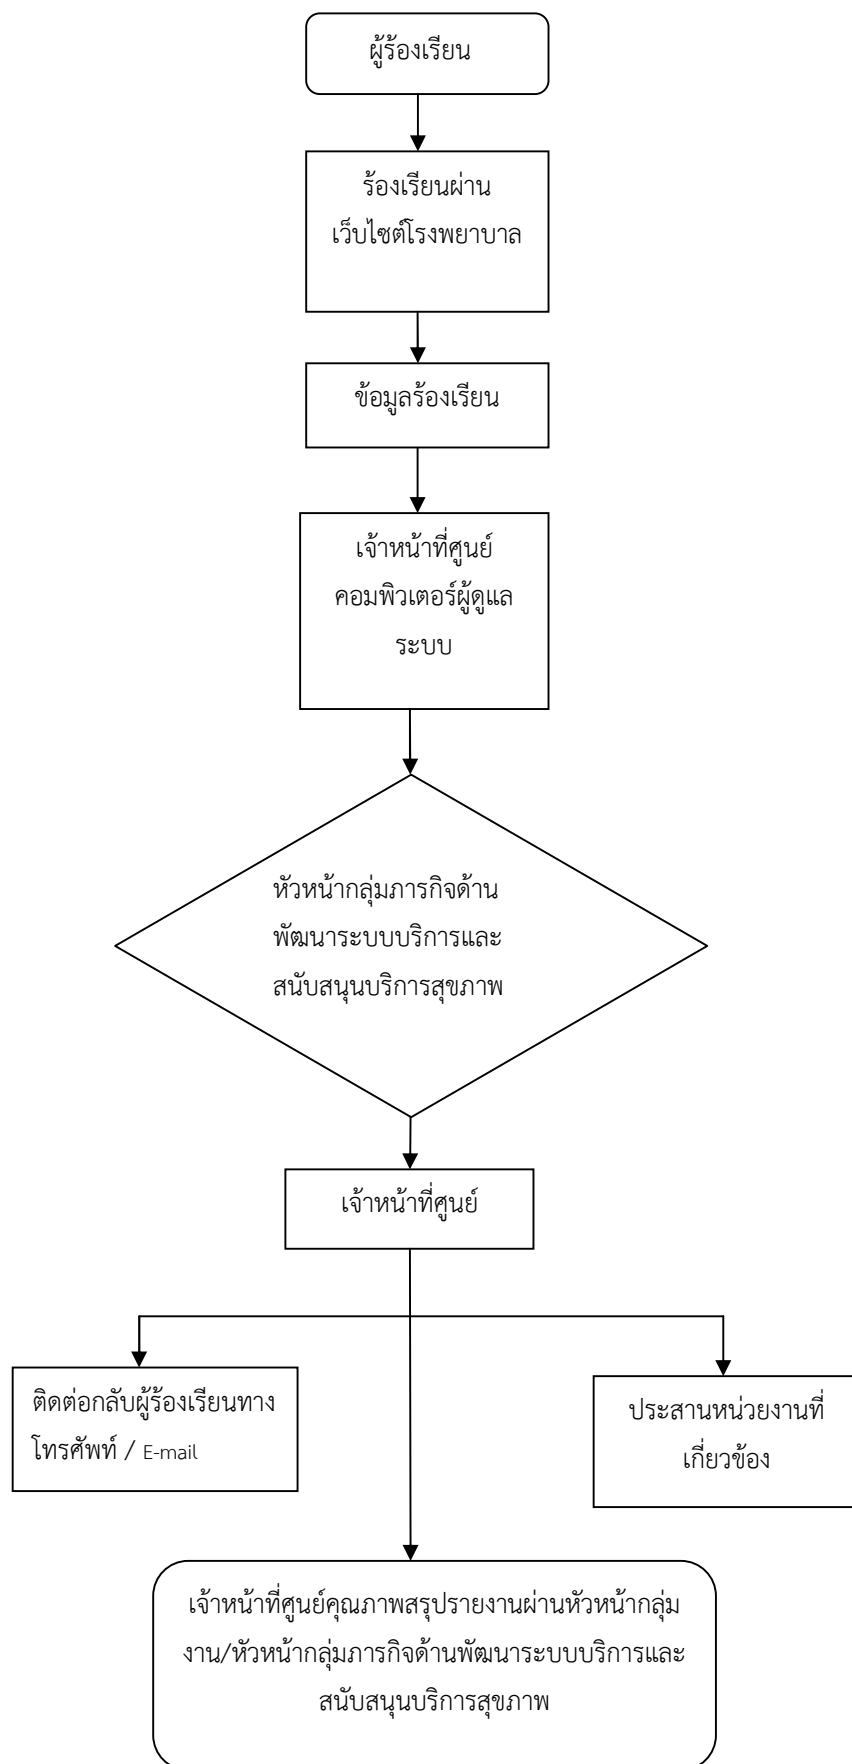 ผู้ร้องเรียน
ร้องเรียนผ่าน
เว็บไซต์โรงพยาบาล
ข้อมูลร้องเรียน
เจ้าหน้าที่ศูนย์
คอมพิวเตอร์ผู้ดูแล
ระบบ
หัวหน้ากลุ่มภารกิจด้าน
พัฒนาระบบบริการและ
สนับสนุนบริการสุขภาพ
เจ้าหน้าที่ศูนย์
ติดต่อกลับผู้ร้องเรียนทาง
โทรศัพท์ / E-mail
ประสานหน่วยงานที่
เกี่ยวข้อง
เจ้าหน้าที่ศูนย์คุณภาพสรุปรายงานผ่านหัวหน้ากลุ่ม
งาน/หัวหน้ากลุ่มภารกิจด้านพัฒนาระบบบริการและ
สนับสนุนบริการสุขภาพ